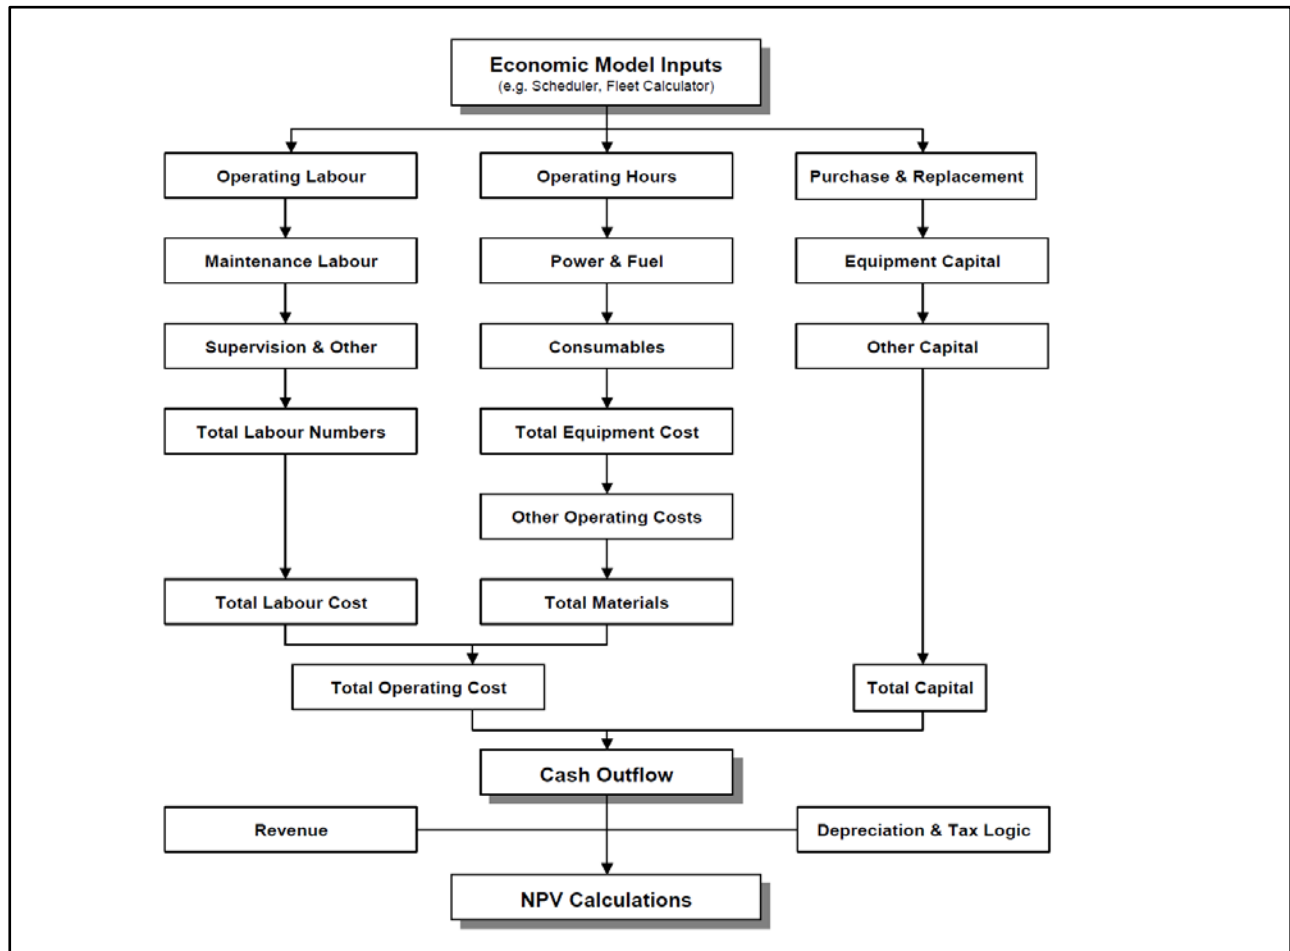 Economic Model Inputs
(e.g. Scheduler, Fleet Calculator)
Operating Labour
Operating Hours
Purchase & Replacement
Maintenance Labour
Power & Fuel
Equipment Capital
Supervision & Other
Consumables
Other Capital
Total Labour Numbers
Total Equipment Cost
Other Operating Costs
Total Labour Cost
Total Materials
Total Operating Cost
Total Capital
Cash Outflow
Revenue
Depreciation & Tax Logic
NPV Calculations